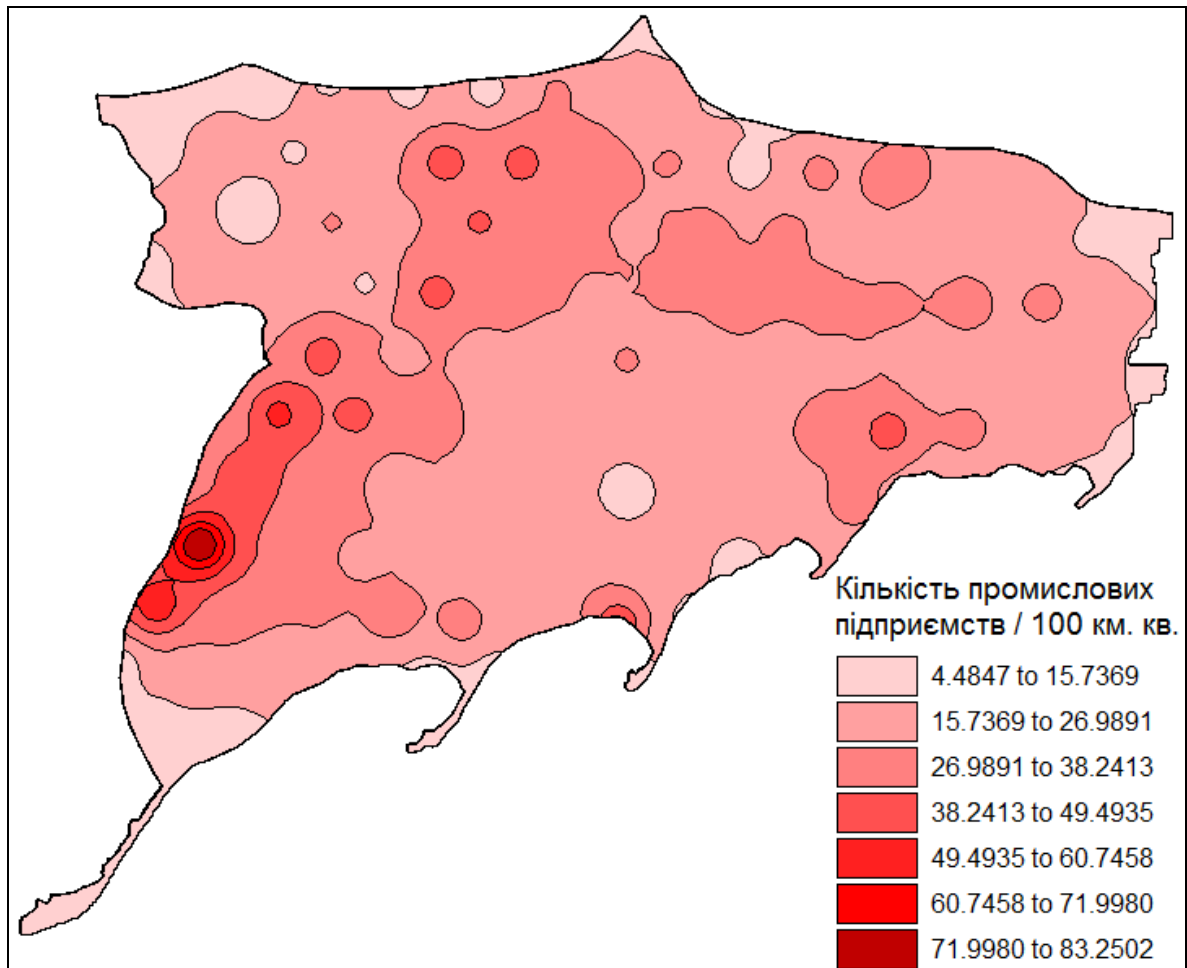 Кількість промислових
підприємств / 100 км. кв.
4.4847 to 15.7369
15.7369 to 26.9891
26.9891 to 38.2413
38.2413 to 49.4935
49.4935 to 60.7458
60.7458 to 71.9980
71.9980 to 83.2502